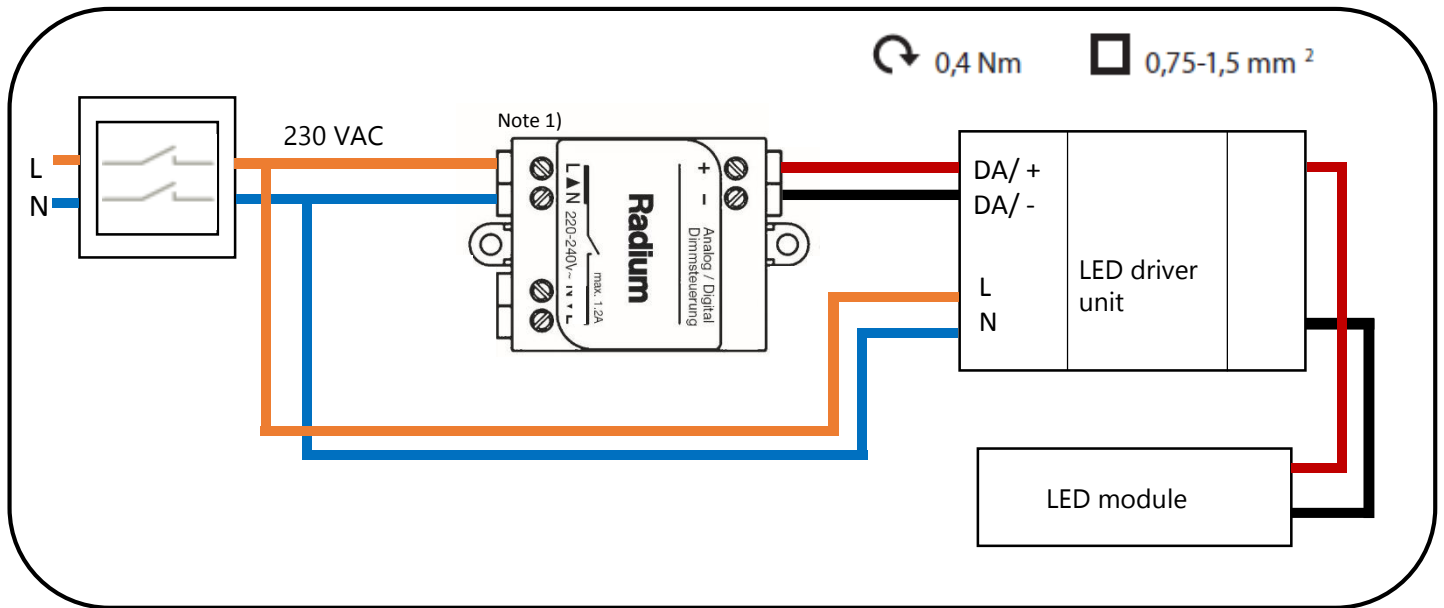 0,4 Nm
0,75-1,5 mm ²
L
N
230 VAC
Note 1)
L ▲ N 220-240V~ N ▼ L
max. 1.2A
Radium
+ -
Analog / Digital
Dimmsteuerung
DA/ +
DA/ -
L
N
LED driver
unit
LED module